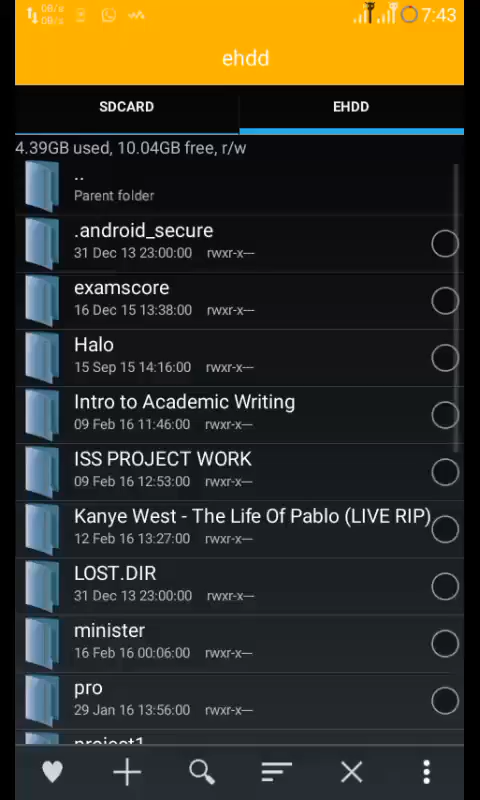 0B/s
0B/s
7:43
ehdd
SDCARD
EHDD
4.39GB used, 10.04GB free, r/w
..
Parent folder
.android_secure
31 Dec 13 23:00:00 rwxr-x---
examscore
16 Dec 15 13:38:00 rwxr-x---
Halo
15 Sep 15 14:16:00 rwxr-x---
Intro to Academic Writing
09 Feb 16 11:46:00 rwxr-x---
ISS PROJECT WORK
09 Feb 16 12:53:00 rwxr-x---
Kanye West - The Life Of Pablo (LIVE RIP)
12 Feb 16 13:27:00 rwxr-x---
LOST.DIR
31 Dec 13 23:00:00 rwxr-x---
minister
16 Feb 16 00:06:00 rwxr-x---
pro
29 Jan 16 13:56:00 rwxr-x---
project1